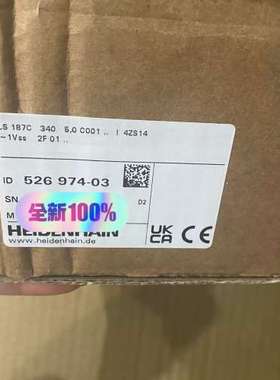 LS 187C 340 5,0 C001 .. I 4ZS14
~1Vss 2F 01 ..
ID 526 974-03
SN
D2
M
全新100%
HEIDENHAIN
www.heidenhain.de
UK
CA
CE